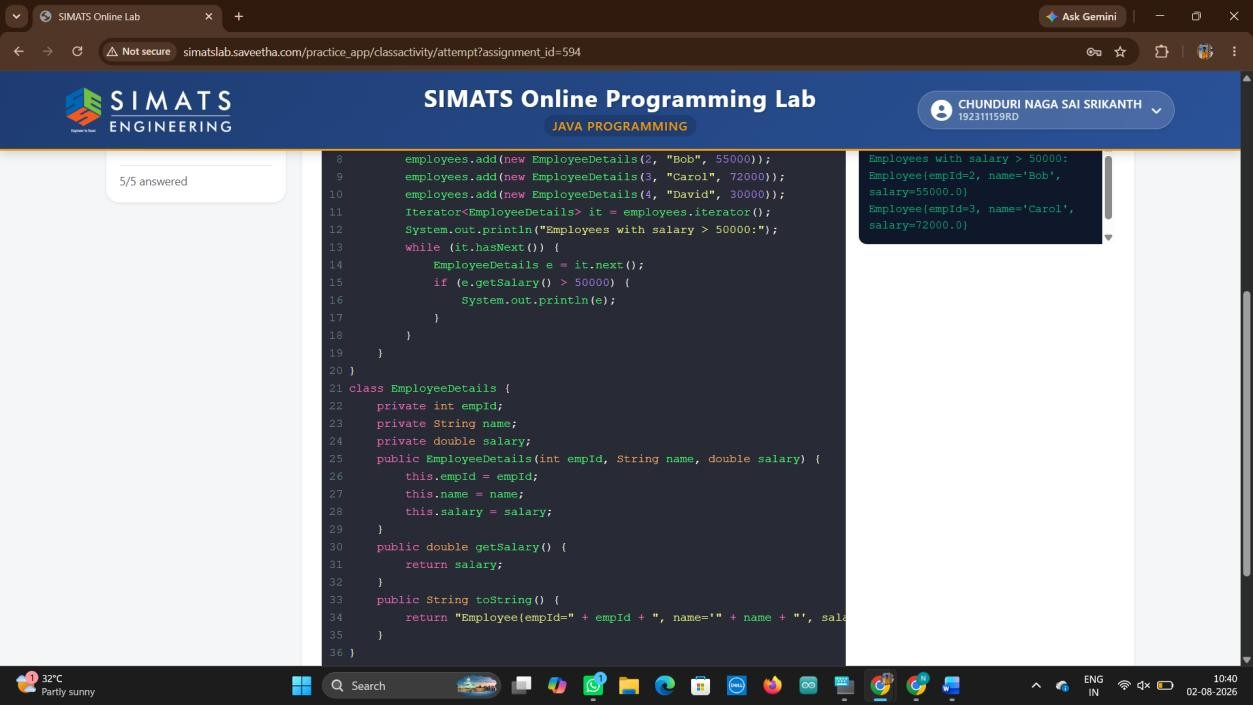 SIMATS Online Lab
Ask Gemini
Not secure
simatslab.saveetha.com/practice_app/classactivity/attempt?assignment_id=594
SIMATS
ENGINEERING
Engineer to Excel
SIMATS Online Programming Lab
JAVA PROGRAMMING
CHUNDURI NAGA SAI SRIKANTH
192311159RD
5/5 answered
8 employees.add(new EmployeeDetails(2, "Bob", 55000));
9 employees.add(new EmployeeDetails(3, "Carol", 72000));
10 employees.add(new EmployeeDetails(4, "David", 30000));
11 Iterator<EmployeeDetails> it = employees.iterator();
12 System.out.println("Employees with salary > 50000:");
13 while (it.hasNext()) {
14 EmployeeDetails e = it.next();
15 if (e.getSalary() > 50000) {
16 System.out.println(e);
17 }
18 }
19 }
20 }
21 class EmployeeDetails {
22 private int empId;
23 private String name;
24 private double salary;
25 public EmployeeDetails(int empId, String name, double salary) {
26 this.empId = empId;
27 this.name = name;
28 this.salary = salary;
29 }
30 public double getSalary() {
31 return salary;
32 }
33 public String toString() {
34 return "Employee{empId=" + empId + ", name='" + name + "', sala
35 }
36 }
Employees with salary > 50000:
Employee{empId=2, name='Bob',
salary=55000.0}
Employee{empId=3, name='Carol',
salary=72000.0}
1
32°C
Partly sunny
Search
1
DELL
N
ENG
IN
10:40
02-08-2026